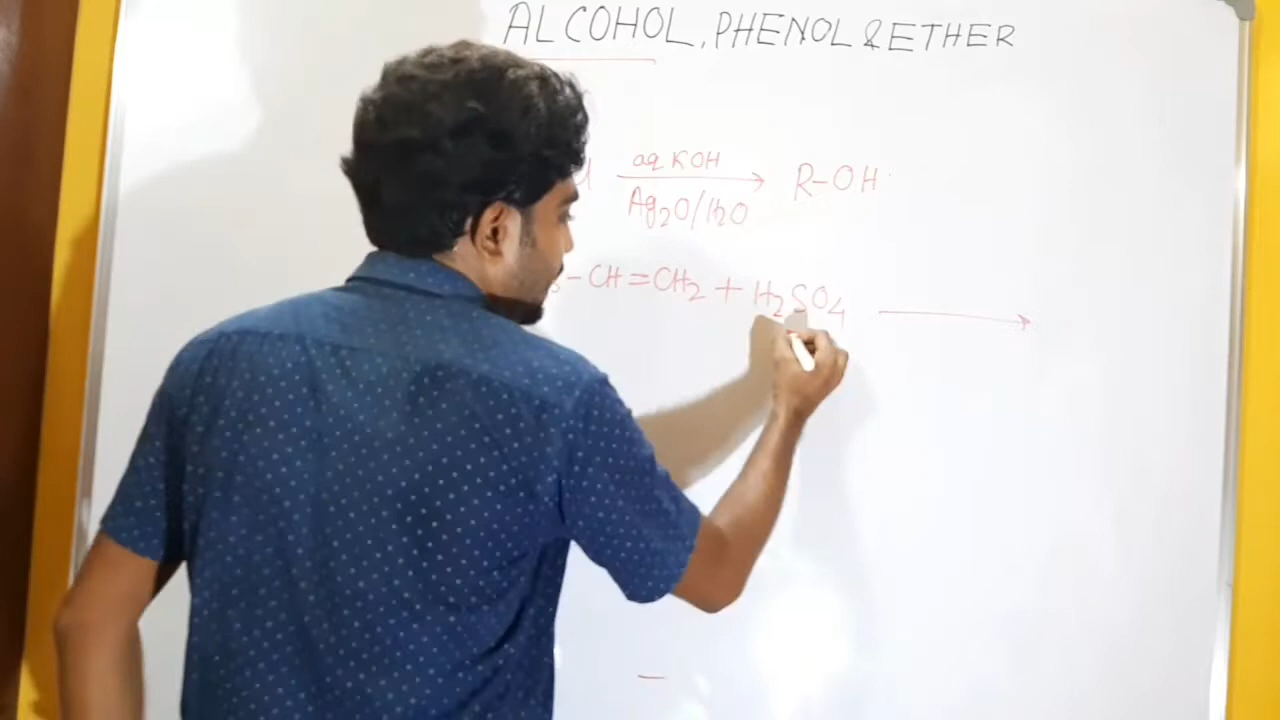 ALCOHOL, PHENOL & ETHER
aq KOH
Ag2O/H2O
R-OH
-CH=CH2 + H2SO4